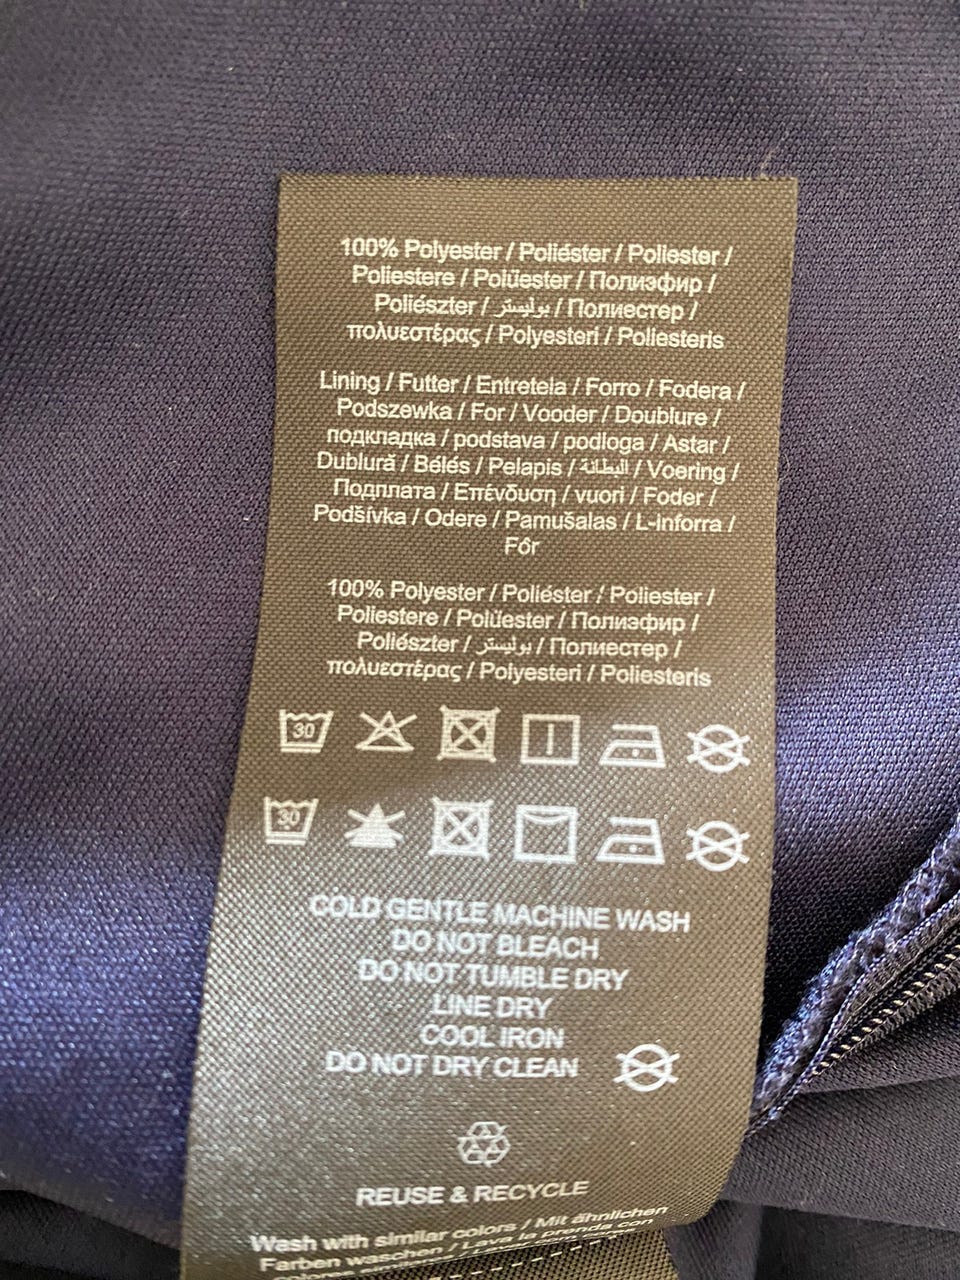 100% Polyester / Poliéster / Poliester /
Poliestere / Polüester / Полиэфир /
Poliészter / بوليستر / Полиестер /
πολυεστέρας / Polyesteri / Poliesteris
Lining / Futter / Entretela / Forro / Fodera /
Podszewka / For / Vooder / Doublure /
подкладка / podstava / podloga / Astar /
Dublură / Bélés / Pelapis / البطانة / Voering /
Подплата / Επένδυση / vuori / Foder /
Podšívka / Odere / Pamušalas / L-inforra /
Fôr
100% Polyester / Poliéster / Poliester /
Poliestere / Polüester / Полиэфир /
Poliészter / بوليستر / Полиестер /
πολυεστέρας / Polyesteri / Poliesteris
30
30
COLD GENTLE MACHINE WASH
DO NOT BLEACH
DO NOT TUMBLE DRY
LINE DRY
COOL IRON
DO NOT DRY CLEAN
REUSE & RECYCLE
Wash with similar colors / Mit ähnlichen
Farben waschen / Lava la prenda con